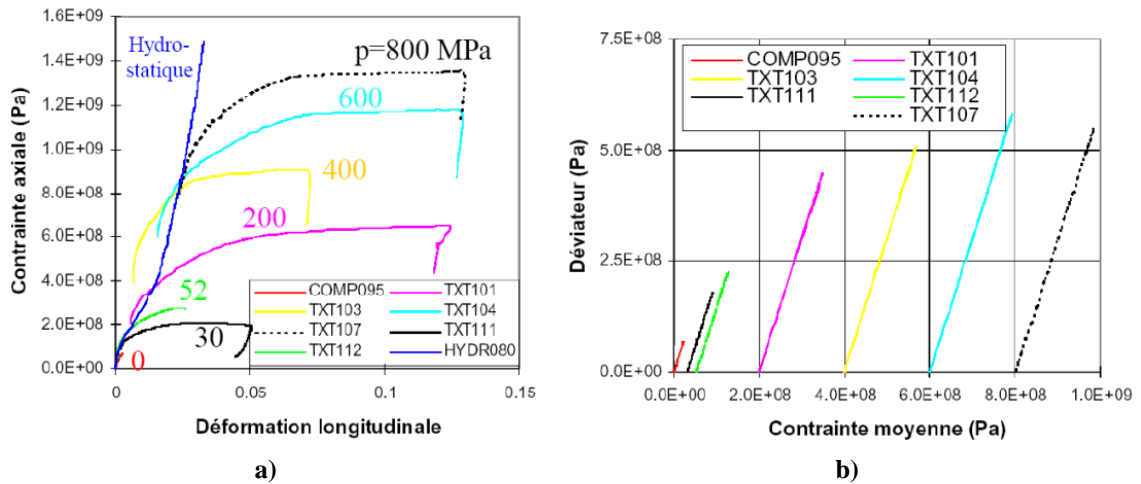 1.6E+09
1.4E+09
1.2E+09
1.0E+09
8.0E+08
6.0E+08
4.0E+08
2.0E+08
0.0E+00
Contrainte axiale (Pa)
Hydro-
statique
p=800 MPa
600
400
200
52
30
0
COMP095 TXT101
TXT103 TXT104
TXT107 TXT111
TXT112 HYDR080
0 0.05 0.1 0.15
Déformation longitudinale
a)
7.5E+08
5.0E+08
2.5E+08
0.0E+00
Déviateur (Pa)
COMP095 TXT101
TXT103 TXT104
TXT111 TXT112
TXT107
0.0E+00 2.0E+08 4.0E+08 6.0E+08 8.0E+08 1.0E+09
Contrainte moyenne (Pa)
b)